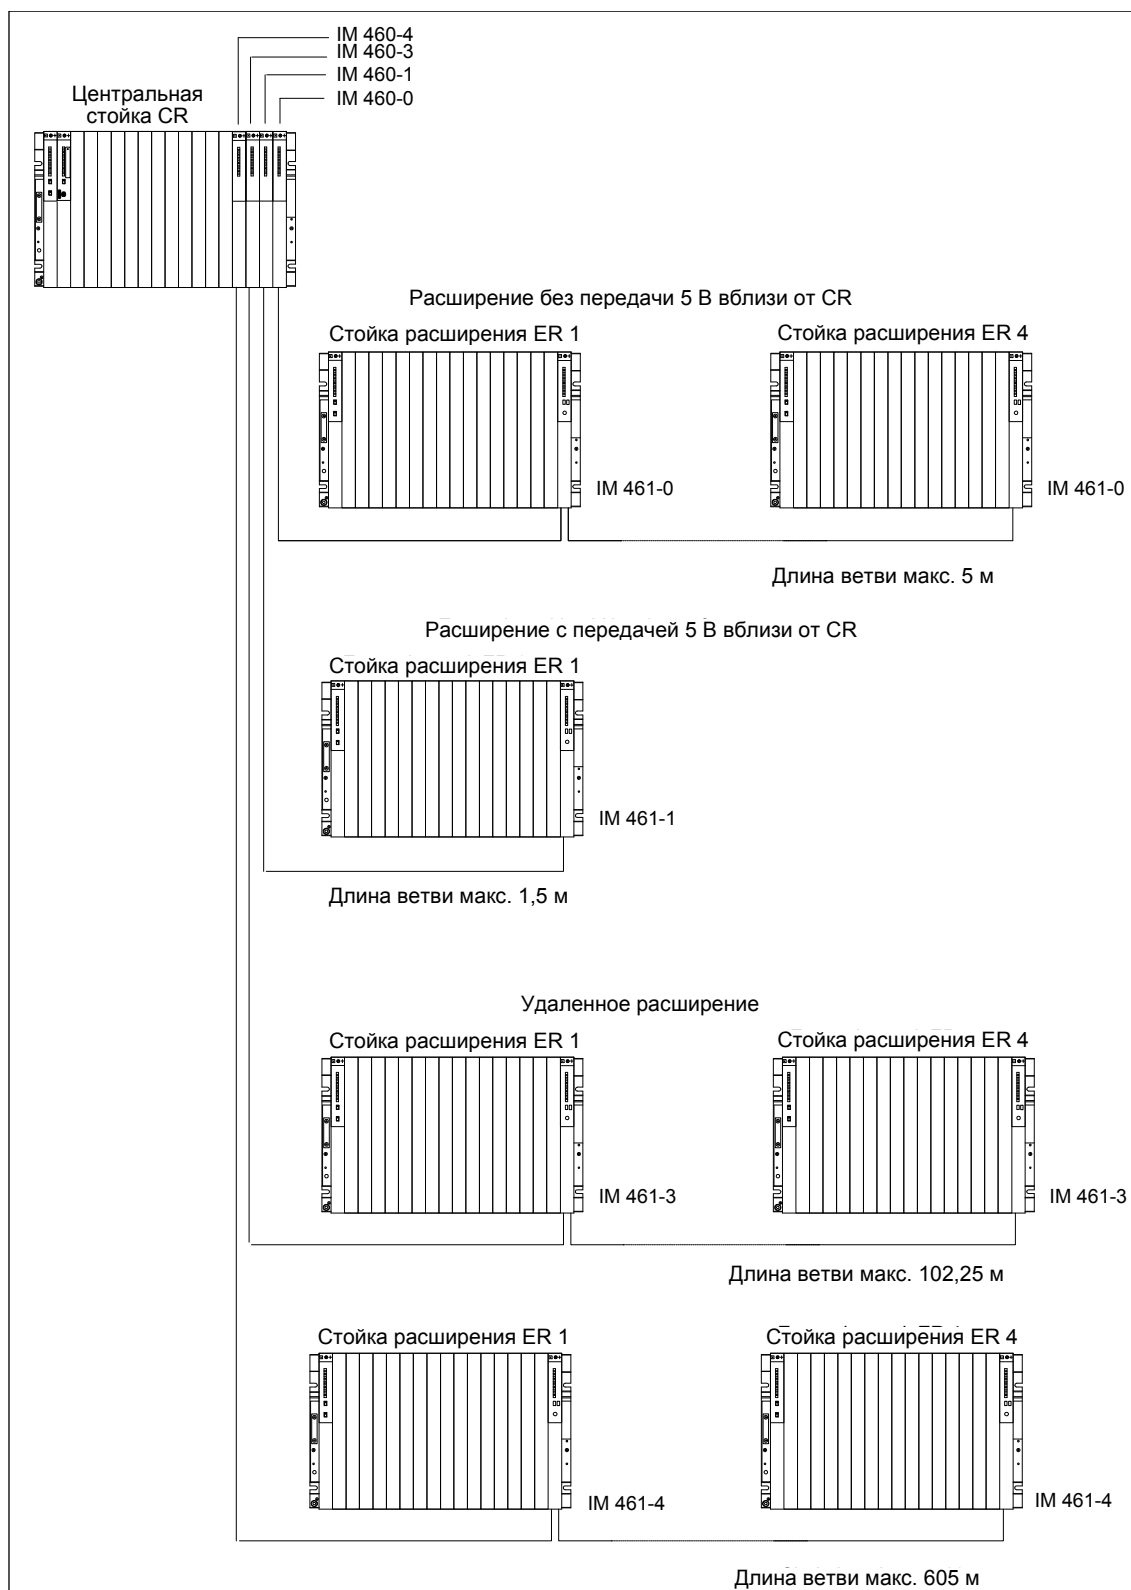 IM 460-4
IM 460-3
IM 460-1
IM 460-0
Центральная
стойка CR
Расширение без передачи 5 В вблизи от CR
Стойка расширения ER 1
Стойка расширения ER 4
IM 461-0
IM 461-0
Длина ветви макс. 5 м
Расширение с передачей 5 В вблизи от CR
Стойка расширения ER 1
IM 461-1
Длина ветви макс. 1,5 м
Удаленное расширение
Стойка расширения ER 1
Стойка расширения ER 4
IM 461-3
IM 461-3
Длина ветви макс. 102,25 м
Стойка расширения ER 1
Стойка расширения ER 4
IM 461-4
IM 461-4
Длина ветви макс. 605 м